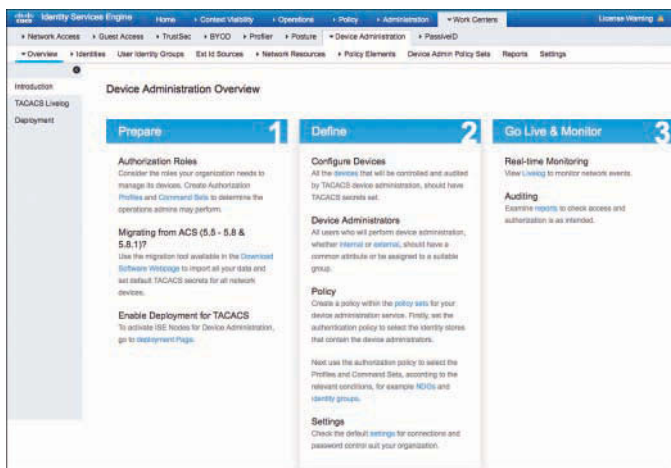 cisco Identity Services Engine Home Context Visibility Operations Policy Administration Work Centers License Warning
Network Access Guest Access TrustSec BYOD Profiler Posture Device Administration PassiveID
Overview Identities User Identity Groups Ext Id Sources Network Resources Policy Elements Device Admin Policy Sets Reports Settings
Introduction
TACACS Livelog
Deployment
Device Administration Overview
Prepare 1
Authorization Roles
Consider the roles your organization needs to
manage its devices. Create Authorization
Profiles and Command Sets to determine the
operations admins may perform.
Migrating from ACS (5.5 - 5.8 &
5.8.1)?
Use the migration tool available in the Download
Software Webpage to import all your data and
set default TACACS secrets for all network
devices.
Enable Deployment for TACACS
To activate ISE Nodes for Device Administration,
go to deployment Page.
Define 2
Configure Devices
All the devices that will be controlled and audited
by TACACS device administration, should have
TACACS secrets set.
Device Administrators
All users who will perform device administration,
whether internal or external, should have a
common attribute or be assigned to a suitable
group.
Policy
Create a policy within the policy sets for your
device administration service. Firstly, set the
authentication policy to select the identity stores
that contain the device administrators.
Next use the authorization policy to select the
Profiles and Command Sets, according to the
relevant conditions, for example NDGs and
identity groups.
Settings
Check the default settings for connections and
password control suit your organization.
Go Live & Monitor 3
Real-time Monitoring
View Livelog to monitor network events.
Auditing
Examine reports to check access and
authorization is as intended.